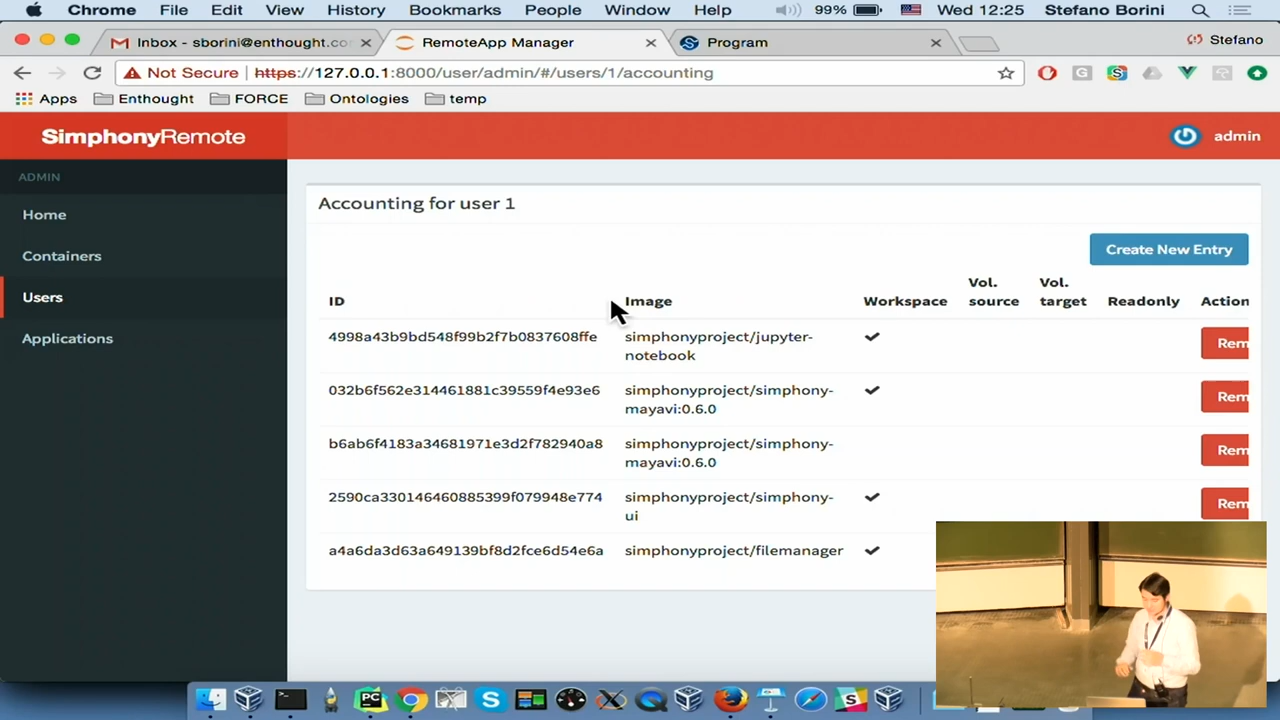 Chrome File Edit View History Bookmarks People Window Help 99% Wed 12:25 Stefano Borini
Inbox - sborini@enthought.co
RemoteApp Manager
Program
Stefano
Not Secure https://127.0.0.1:8000/user/admin/#/users/1/accounting
Apps Enthought FORCE Ontologies temp
SimphonyRemote
admin
ADMIN
Home
Containers
Users
Applications
Accounting for user 1
Create New Entry
ID Image Workspace Vol. source Vol. target Readonly Action
4998a43b9bd548f99b2f7b0837608ffe simphonyproject/jupyter-
notebook
Rem
032b6f562e314461881c39559f4e93e6 simphonyproject/simphony-
mayavi:0.6.0
Rem
b6ab6f4183a34681971e3d2f782940a8 simphonyproject/simphony-
mayavi:0.6.0
Rem
2590ca330146460885399f079948e774 simphonyproject/simphony-
ui
Rem
a4a6da3d63a649139bf8d2fce6d54e6a simphonyproject/filemanager